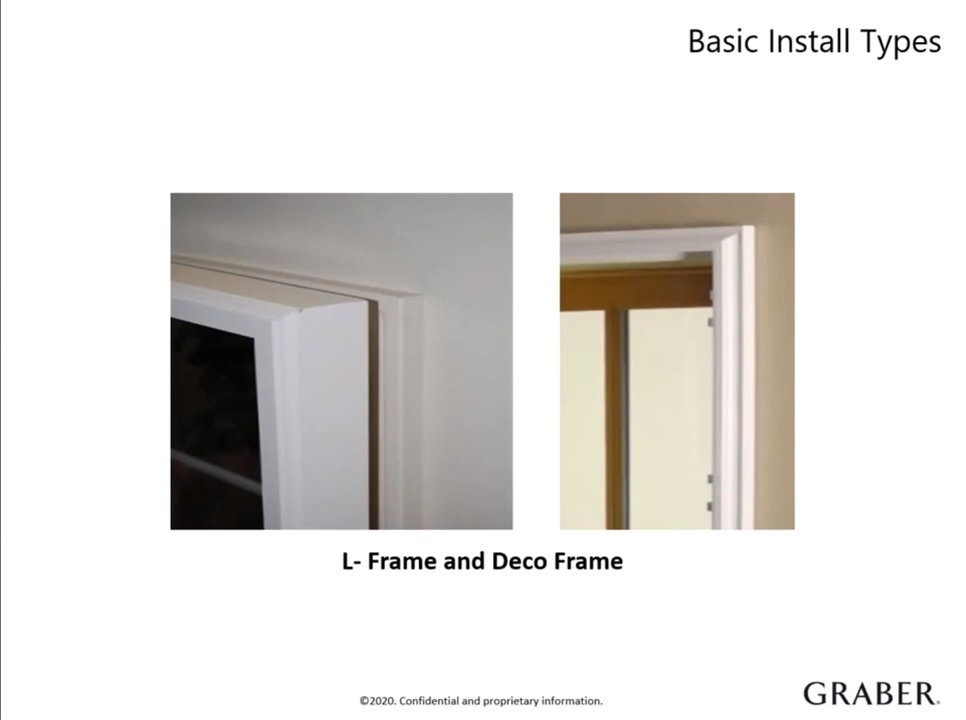 Basic Install Types
L- Frame and Deco Frame
©2020. Confidential and proprietary information.
GRABER.